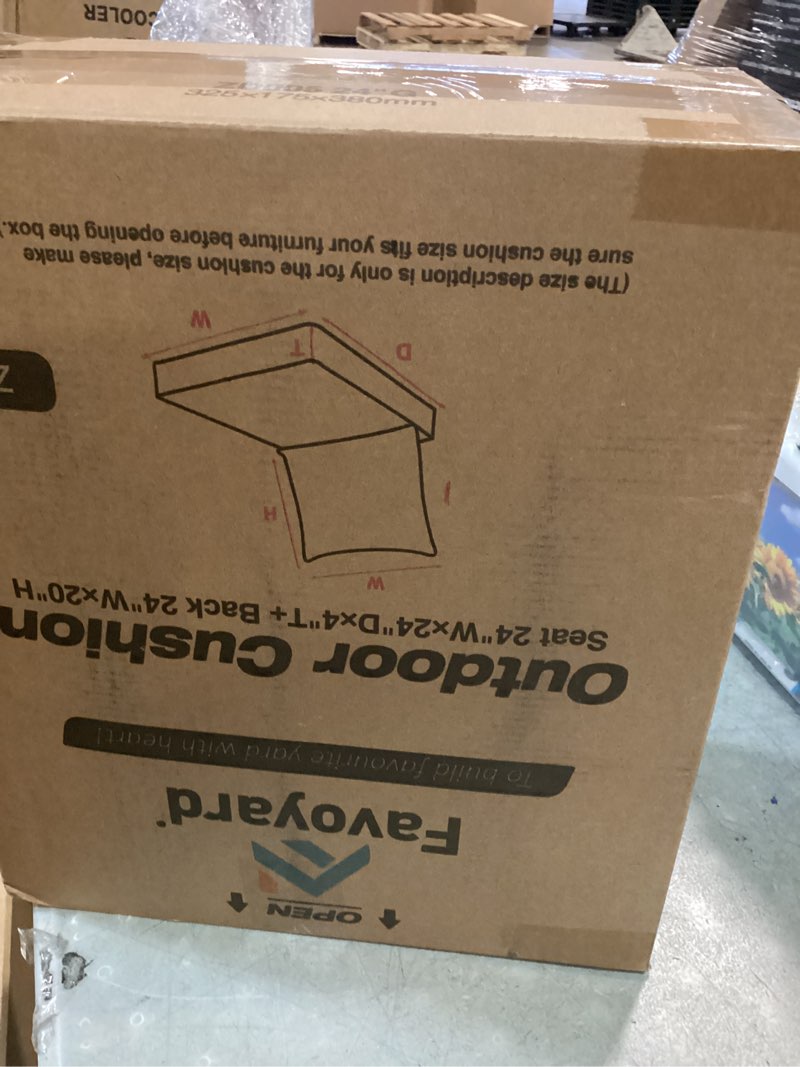 OPEN
Favoyard
To build favourite yard with heart!
Outdoor Cushion
Seat 24"W×24"D×4"T+ Back 24"W×20"H
W
H
T
D
W
(The size description is only for the cushion size, please make
sure the cushion size fits your furniture before opening the box.)
Z
325×175×380mm
COOLER